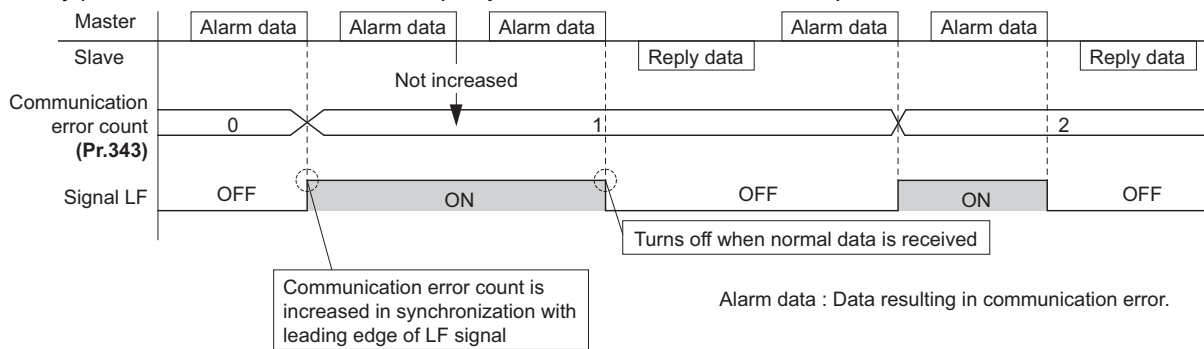 Master
Alarm data
Alarm data
Alarm data
Alarm data
Alarm data
Slave
Reply data
Reply data
Not increased
Communication
error count
(Pr.343)
0
1
2
Signal LF
OFF
ON
OFF
ON
OFF
Turns off when normal data is received
Communication error count is
increased in synchronization with
leading edge of LF signal
Alarm data : Data resulting in communication error.